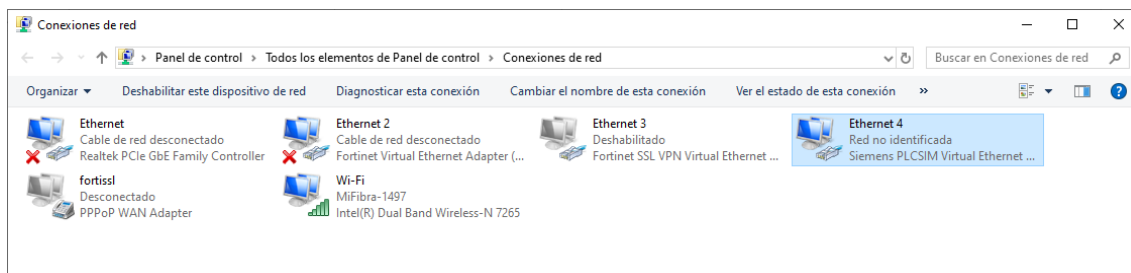 Conexiones de red
Panel de control > Todos los elementos de Panel de control > Conexiones de red
Buscar en Conexiones de red
Organizar Deshabilitar este dispositivo de red Diagnosticar esta conexión Cambiar el nombre de esta conexión Ver el estado de esta conexión »
Ethernet
Cable de red desconectado
Realtek PCIe GbE Family Controller
Ethernet 2
Cable de red desconectado
Fortinet Virtual Ethernet Adapter (...
Ethernet 3
Deshabilitado
Fortinet SSL VPN Virtual Ethernet ...
Ethernet 4
Red no identificada
Siemens PLCSIM Virtual Ethernet ...
fortissl
Desconectado
PPPoP WAN Adapter
Wi-Fi
MiFibra-1497
Intel(R) Dual Band Wireless-N 7265